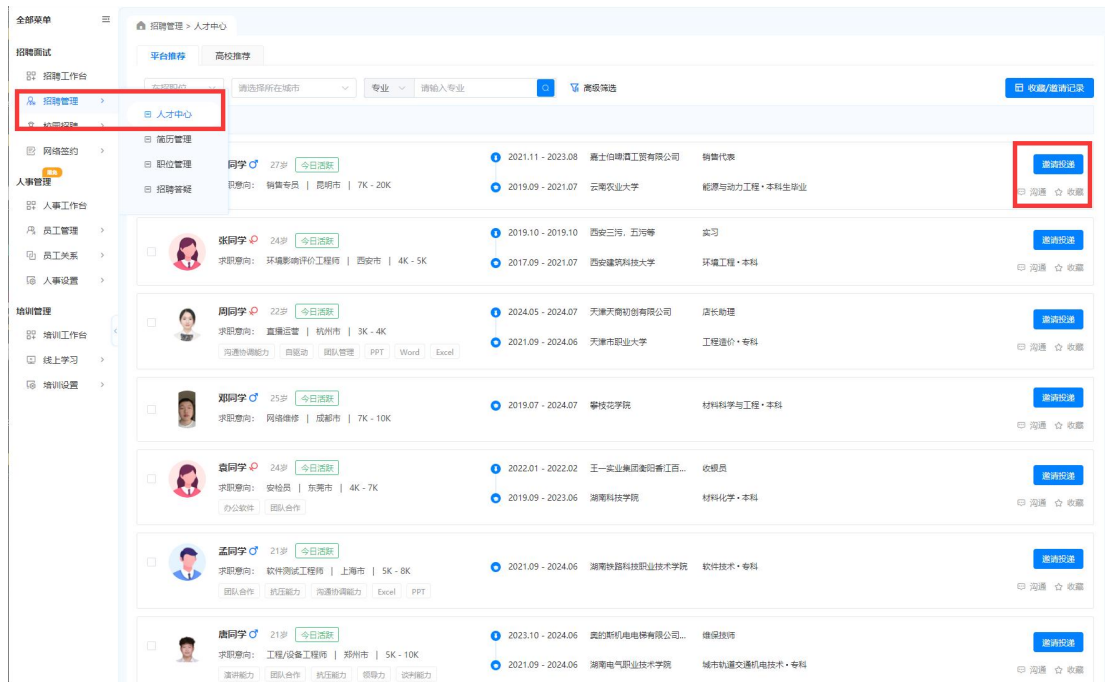 全部菜单
招聘管理 > 人才中心
招聘面试
平台推荐 高校推荐
招聘工作台
请选择所在城市 专业 请输入专业 高级筛选 收藏/邀请记录
招聘管理
人才中心
校园招聘
简历管理
网络签约
职位管理
招聘答疑
人事管理
人事工作台
员工管理
员工关系
人事设置
培训管理
培训工作台
线上学习
培训设置
同学 27岁 今日活跃 2021.11 - 2023.08 嘉士伯啤酒工贸有限公司 销售代表 邀请投递
职意向: 销售专员 | 昆明市 | 7K - 20K 2019.09 - 2021.07 云南农业大学 能源与动力工程 • 本科生毕业 沟通 收藏
张同学 24岁 今日活跃 2019.10 - 2019.10 西安三污，五污等 实习 邀请投递
求职意向: 环境影响评价工程师 | 西安市 | 4K - 5K 2017.09 - 2021.07 西安建筑科技大学 环境工程 • 本科 沟通 收藏
周同学 22岁 今日活跃 2024.05 - 2024.07 天津天商初创有限公司 店长助理 邀请投递
求职意向: 直播运营 | 杭州市 | 3K - 4K 2021.09 - 2024.06 天津市职业大学 工程造价 • 专科 沟通 收藏
沟通协调能力 自驱动 团队管理 PPT Word Excel
邓同学 25岁 今日活跃 2019.07 - 2024.07 攀枝花学院 材料科学与工程 • 本科 邀请投递
求职意向: 网络维修 | 成都市 | 7K - 10K 沟通 收藏
袁同学 24岁 今日活跃 2022.01 - 2022.02 王一实业集团衡阳香江百... 收银员 邀请投递
求职意向: 安检员 | 东莞市 | 4K - 7K 2019.09 - 2023.06 湖南科技学院 材料化学 • 本科 沟通 收藏
办公软件 团队合作
孟同学 21岁 今日活跃 2021.09 - 2024.06 湖南铁路科技职业技术学院 软件技术 • 专科 邀请投递
求职意向: 软件测试工程师 | 上海市 | 5K - 8K 沟通 收藏
团队合作 抗压能力 沟通协调能力 Excel PPT
唐同学 21岁 今日活跃 2023.10 - 2024.06 奥的斯机电电梯有限公司... 维保技师 邀请投递
求职意向: 工程/设备工程师 | 郑州市 | 5K - 10K 2021.09 - 2024.06 湖南电气职业技术学院 城市轨道交通机电技术 • 专科 沟通 收藏
演讲能力 团队合作 抗压能力 领导力 谈判能力